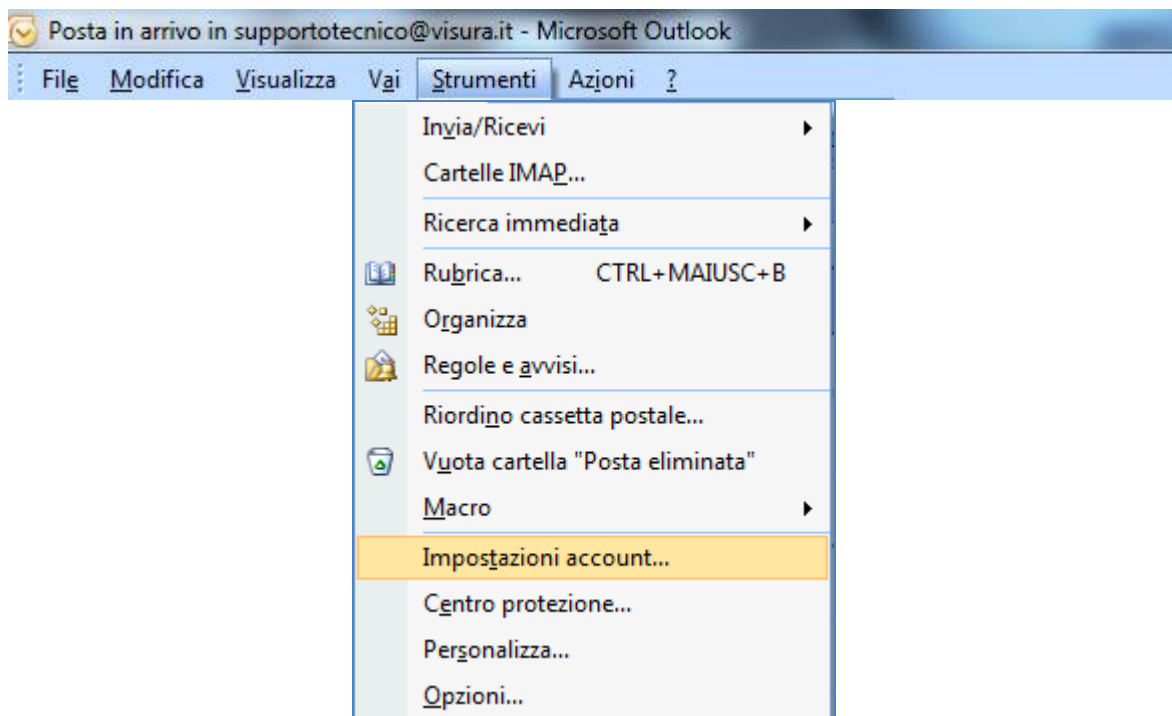 Posta in arrivo in supportotecnico@visura.it - Microsoft Outlook
File Modifica Visualizza Vai Strumenti Azioni ?
Invia/Ricevi
Cartelle IMAP...
Ricerca immediata
Rubrica... CTRL+MAIUSC+B
Organizza
Regole e avvisi...
Riordino cassetta postale...
Vuota cartella "Posta eliminata"
Macro
Impostazioni account...
Centro protezione...
Personalizza...
Opzioni...